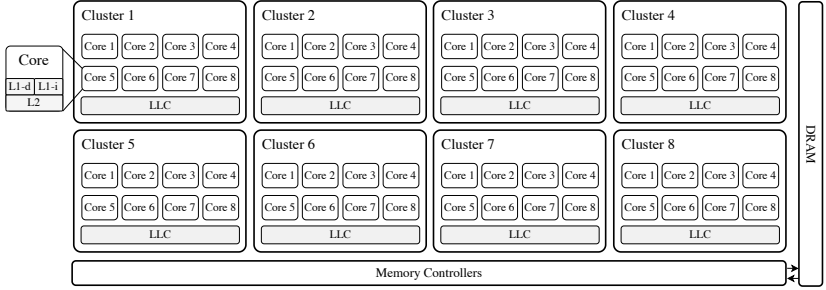 Cluster 1
Core 1 Core 2 Core 3 Core 4
Core 5 Core 6 Core 7 Core 8
LLC
Cluster 2
Core 1 Core 2 Core 3 Core 4
Core 5 Core 6 Core 7 Core 8
LLC
Cluster 3
Core 1 Core 2 Core 3 Core 4
Core 5 Core 6 Core 7 Core 8
LLC
Cluster 4
Core 1 Core 2 Core 3 Core 4
Core 5 Core 6 Core 7 Core 8
LLC
Core
L1-d L1-i
L2
Cluster 5
Core 1 Core 2 Core 3 Core 4
Core 5 Core 6 Core 7 Core 8
LLC
Cluster 6
Core 1 Core 2 Core 3 Core 4
Core 5 Core 6 Core 7 Core 8
LLC
Cluster 7
Core 1 Core 2 Core 3 Core 4
Core 5 Core 6 Core 7 Core 8
LLC
Cluster 8
Core 1 Core 2 Core 3 Core 4
Core 5 Core 6 Core 7 Core 8
LLC
DRAM
Memory Controllers